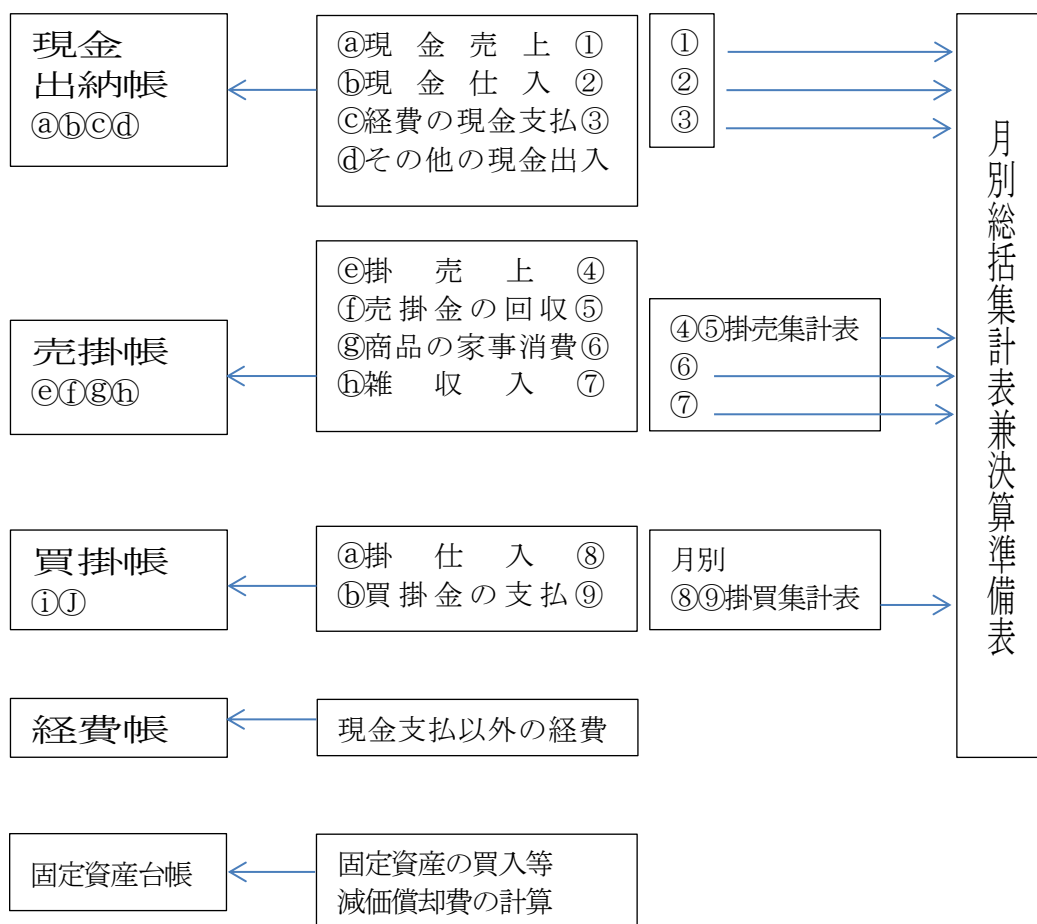 現金
出納帳
ⓐⓑⓒⓓ
ⓐ現金売上①
ⓑ現金仕入②
ⓒ経費の現金支払③
ⓓその他の現金出入
①
②
③
月別総括集計表兼決算準備表
売掛帳
ⓔⓕⓖⓗ
ⓔ掛売上④
ⓕ売掛金の回収⑤
ⓖ商品の家事消費⑥
ⓗ雑収入⑦
④⑤掛売集計表
⑥
⑦
買掛帳
ⓘⒿ
ⓐ掛仕入⑧
ⓑ買掛金の支払⑨
月別
⑧⑨掛買集計表
経費帳
現金支払以外の経費
固定資産台帳
固定資産の買入等
減価償却費の計算